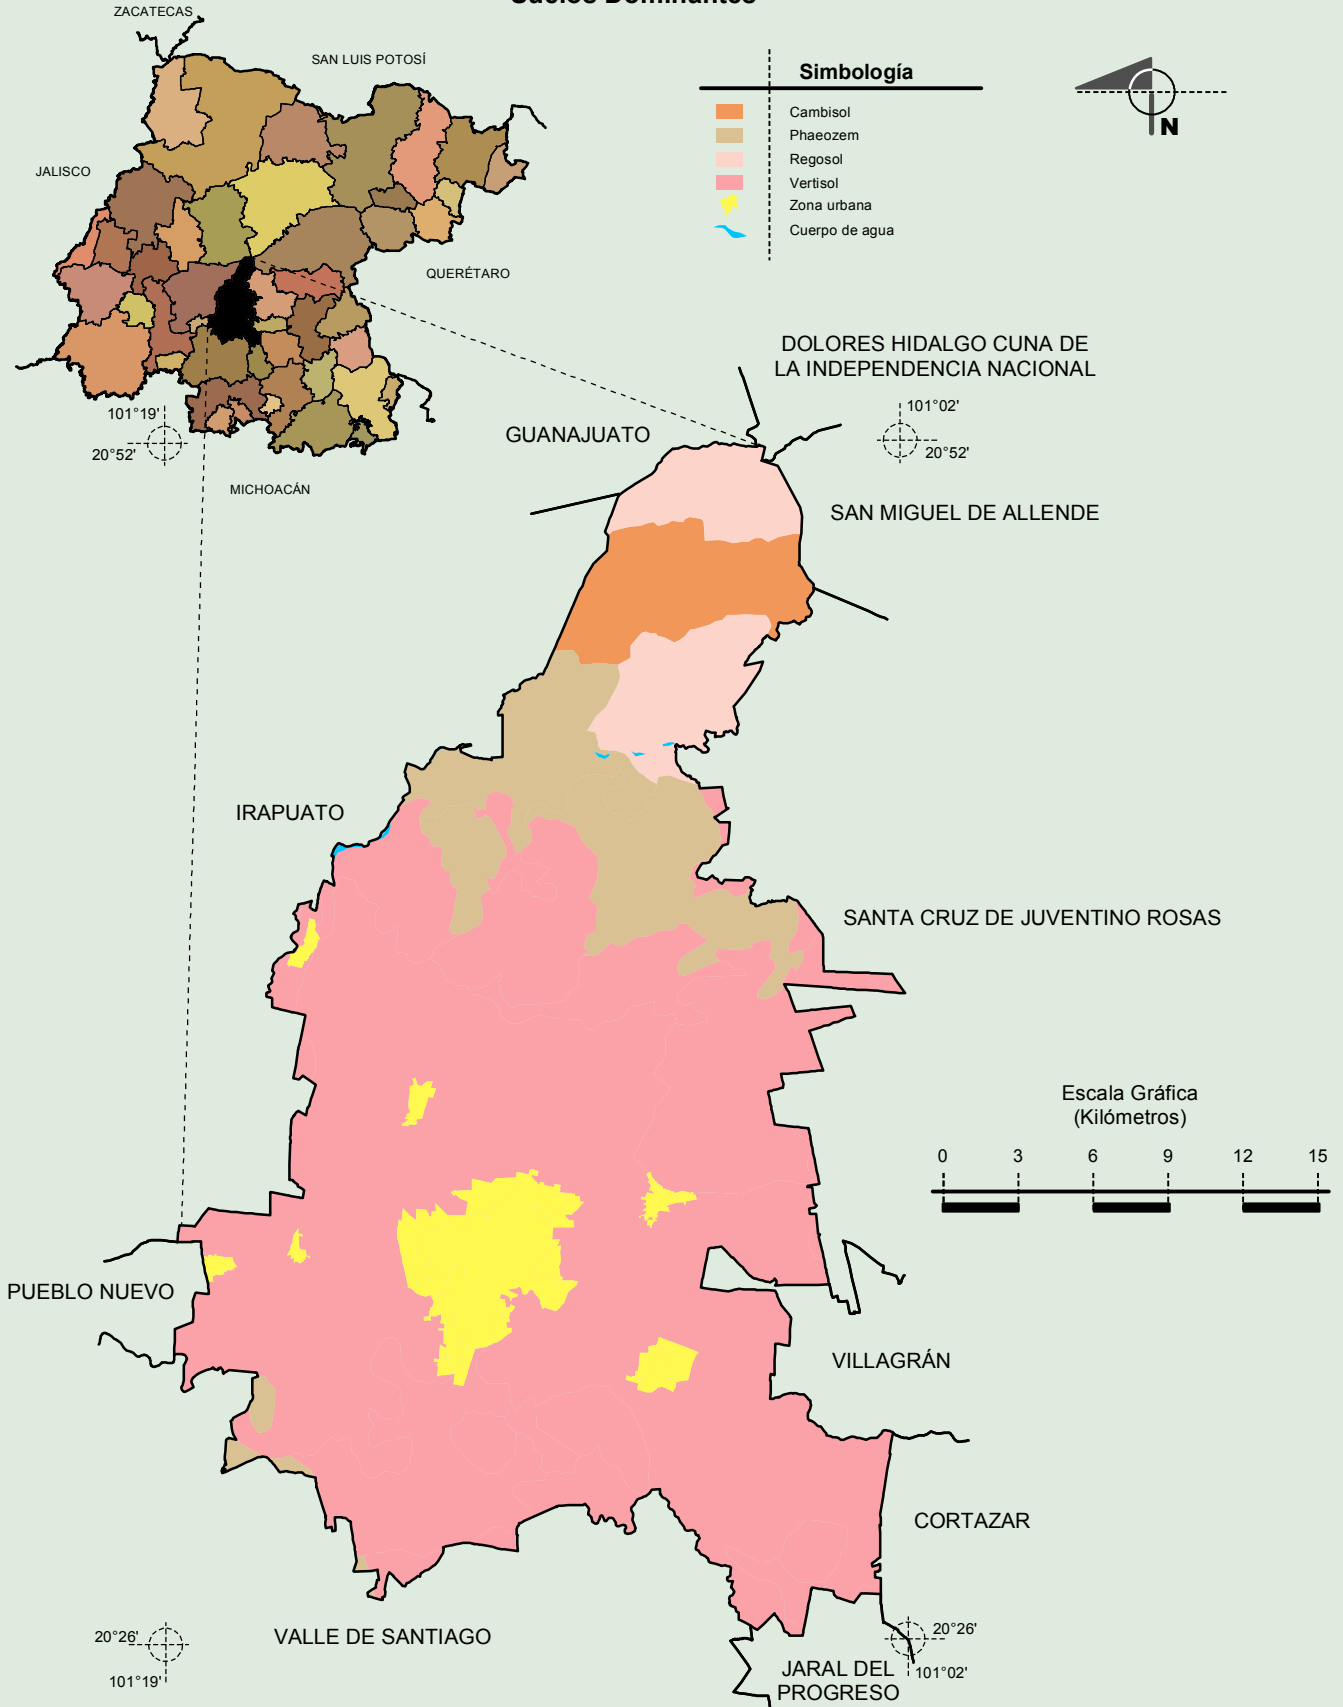 Suelos Dominantes
ZACATECAS
SAN LUIS POTOSÍ
JALISCO
QUERÉTARO
MICHOACÁN
101°19'
20°52'
Simbología
Cambisol
Phaeozem
Regosol
Vertisol
Zona urbana
Cuerpo de agua
N
DOLORES HIDALGO CUNA DE
LA INDEPENDENCIA NACIONAL
101°02'
20°52'
GUANAJUATO
SAN MIGUEL DE ALLENDE
IRAPUATO
SANTA CRUZ DE JUVENTINO ROSAS
Escala Gráfica
(Kilómetros)
0 3 6 9 12 15
PUEBLO NUEVO
VILLAGRÁN
CORTAZAR
VALLE DE SANTIAGO
JARAL DEL
PROGRESO
20°26'
101°19'
20°26'
101°02'